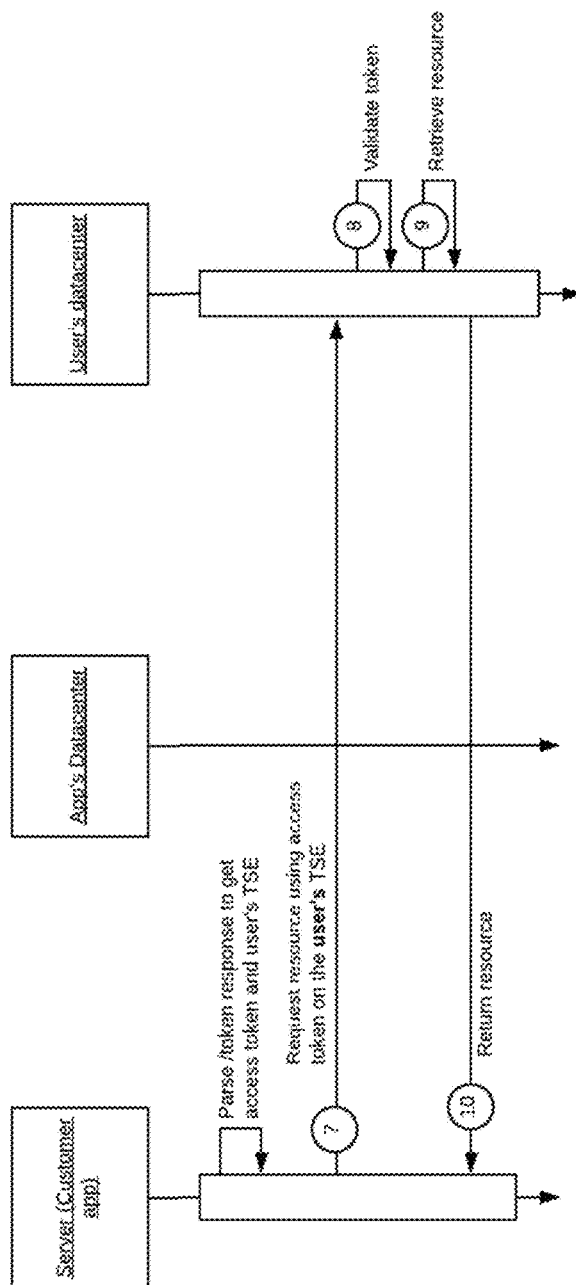 Server (Customer
app)
App's Datacenter
User's datacenter
Parse /token response to get
access token and user's TSE
7
Request resource using access
token on the user's TSE
8
Validate token
9
Retrieve resource
10
Return resource